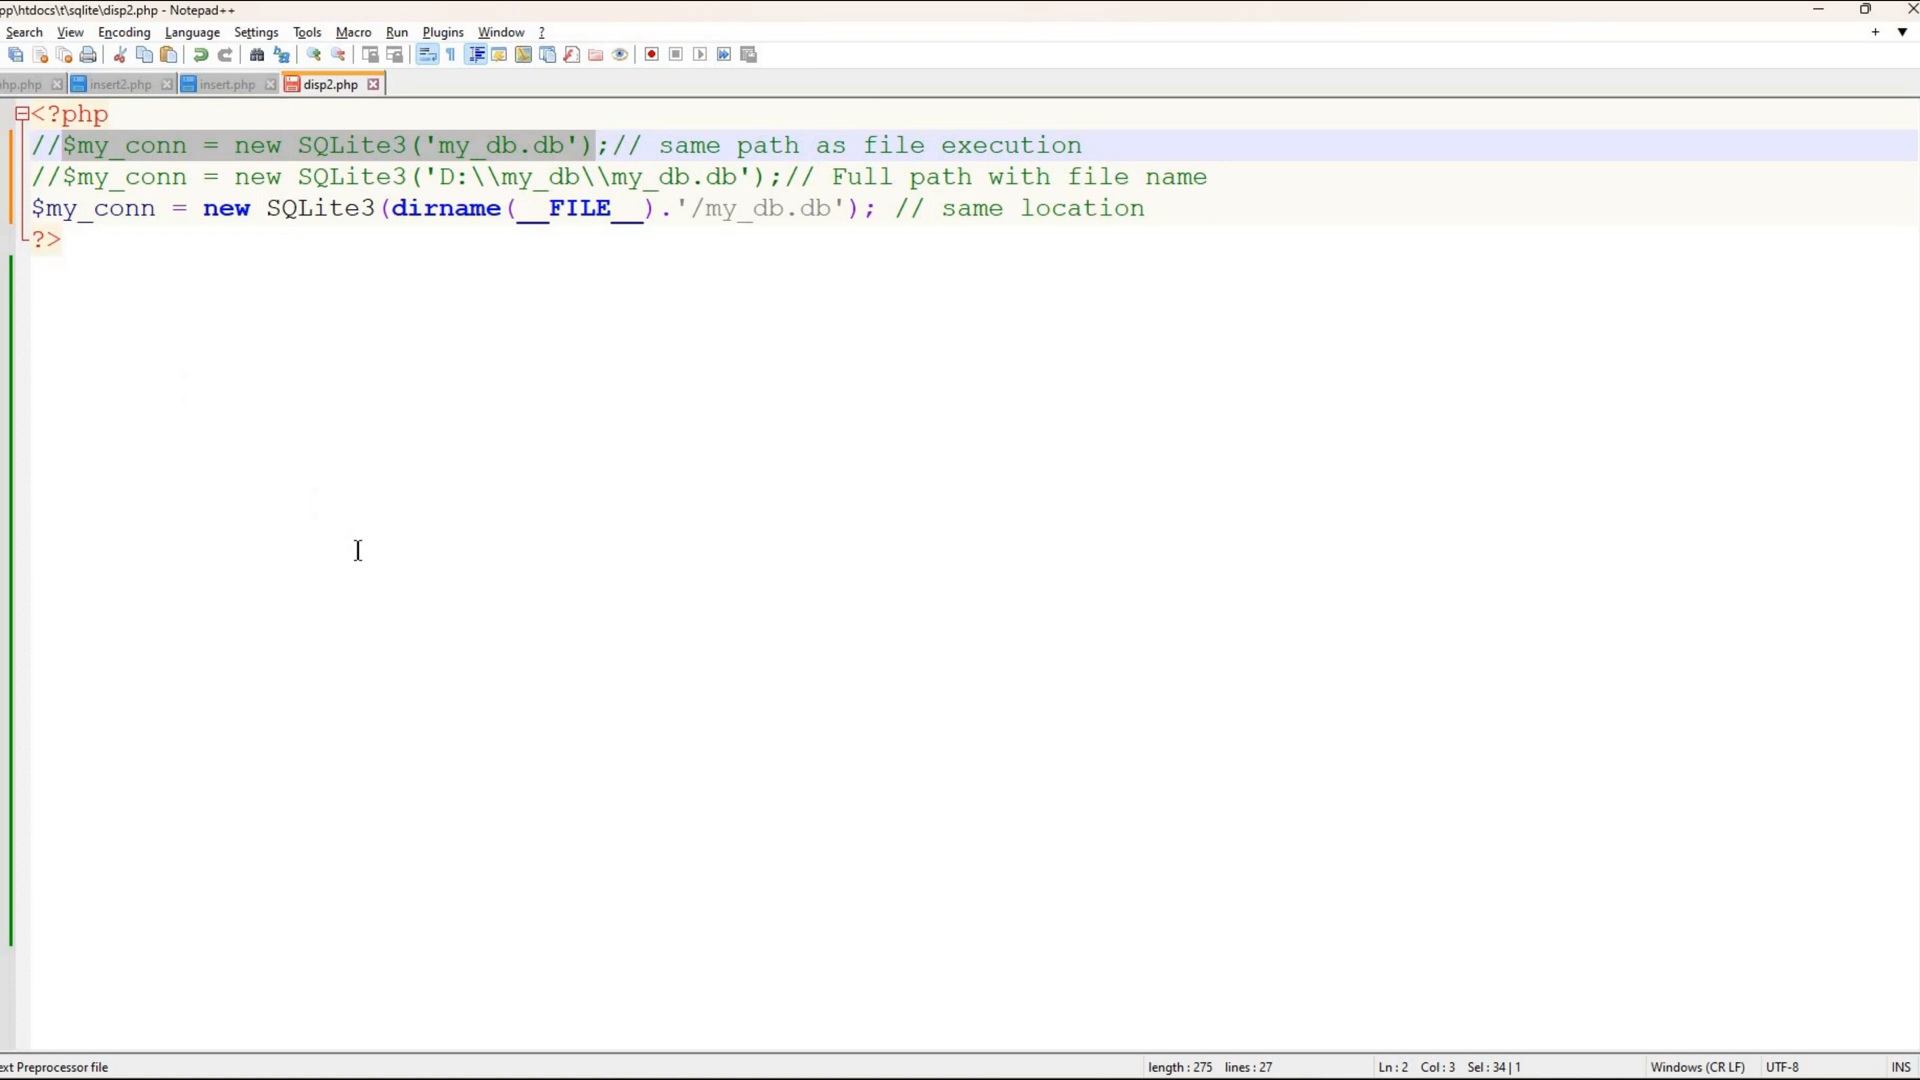 pp\htdocs\t\sqlite\disp2.php - Notepad++
Search View Encoding Language Settings Tools Macro Run Plugins Window ?
hp.php insert2.php insert.php disp2.php
<?php
//$my_conn = new SQLite3('my_db.db');// same path as file execution
//$my_conn = new SQLite3('D:\\my_db\\my_db.db');// Full path with file name
$my_conn = new SQLite3(dirname(__FILE__).'/my_db.db'); // same location
?>
ext Preprocessor file length : 275 lines : 27 Ln : 2 Col : 3 Sel : 34 | 1 Windows (CR LF) UTF-8 INS